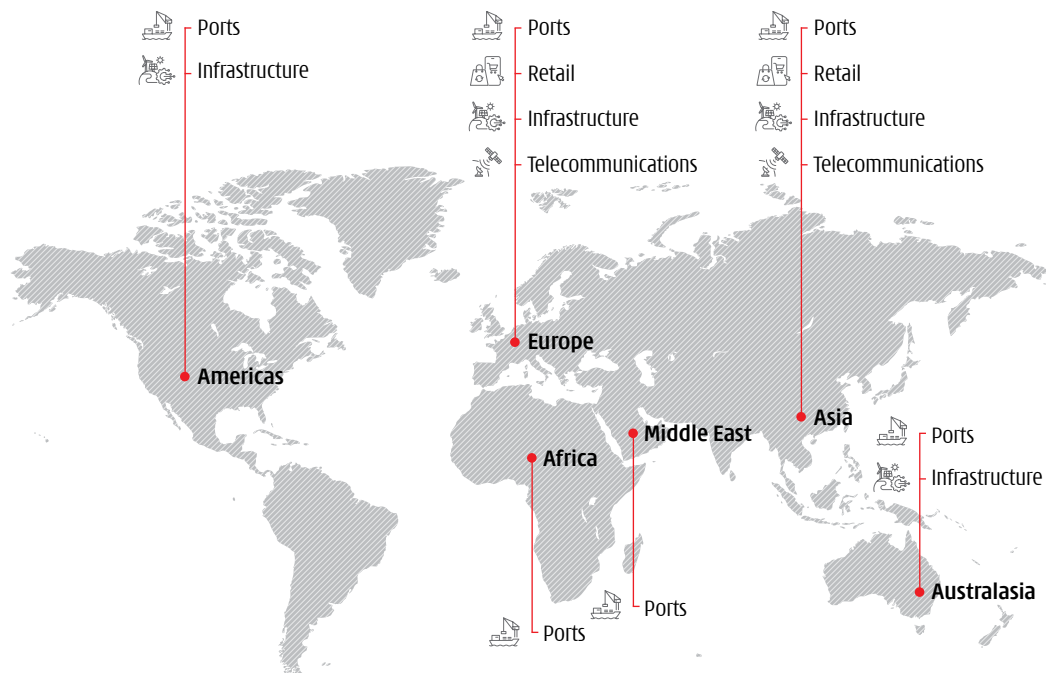 Ports
Infrastructure
Americas
Ports
Retail
Infrastructure
Telecommunications
Europe
Ports
Retail
Infrastructure
Telecommunications
Asia
Middle East
Ports
Africa
Ports
Ports
Infrastructure
Australasia